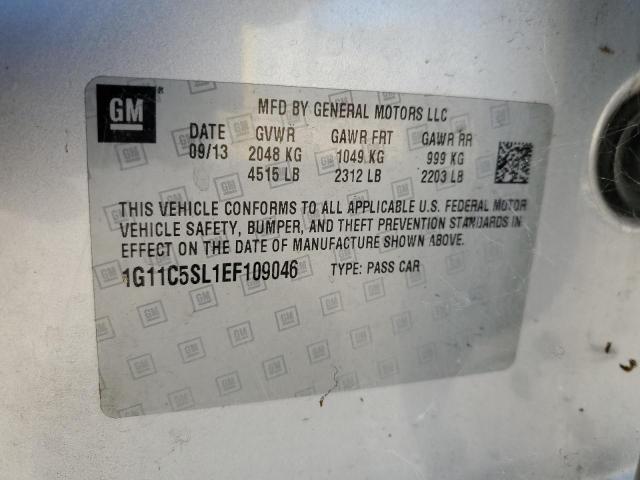 GM ®
MFD BY GENERAL MOTORS LLC
DATE GVWR GAWR FRT GAWR RR
09/13 2048 KG 1049 KG 999 KG
4515 LB 2312 LB 2203 LB
THIS VEHICLE CONFORMS TO ALL APPLICABLE U.S. FEDERAL MOTOR
VEHICLE SAFETY, BUMPER, AND THEFT PREVENTION STANDARDS IN
EFFECT ON THE DATE OF MANUFACTURE SHOWN ABOVE.
1G11C5SL1EF109046 TYPE: PASS CAR